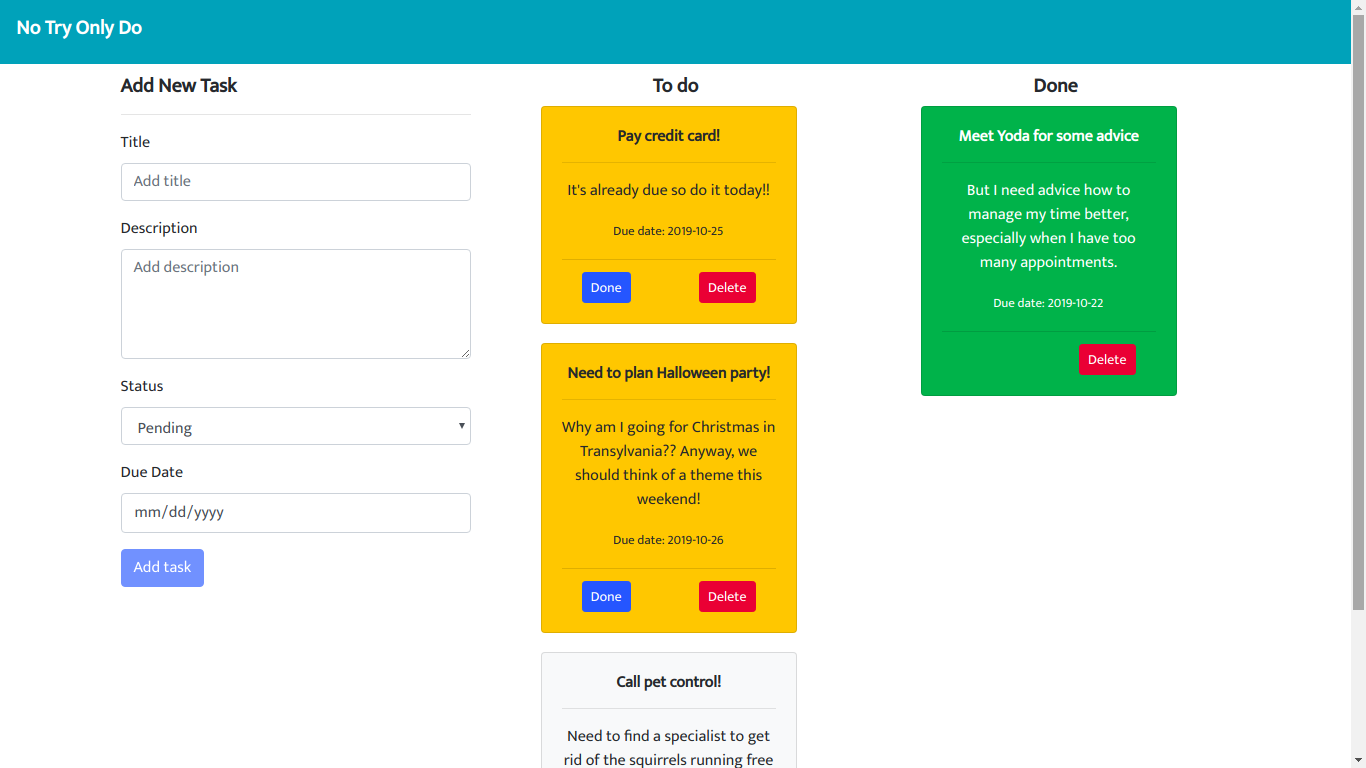 No Try Only Do
Add New Task
Title
Add title
Description
Add description
Status
Pending
Due Date
mm/dd/yyyy
Add task
To do
Pay credit card!
It's already due so do it today!!
Due date: 2019-10-25
Done Delete
Need to plan Halloween party!
Why am I going for Christmas in
Transylvania?? Anyway, we
should think of a theme this
weekend!
Due date: 2019-10-26
Done Delete
Call pet control!
Need to find a specialist to get
rid of the squirrels running free
Done
Meet Yoda for some advice
But I need advice how to
manage my time better,
especially when I have too
many appointments.
Due date: 2019-10-22
Delete